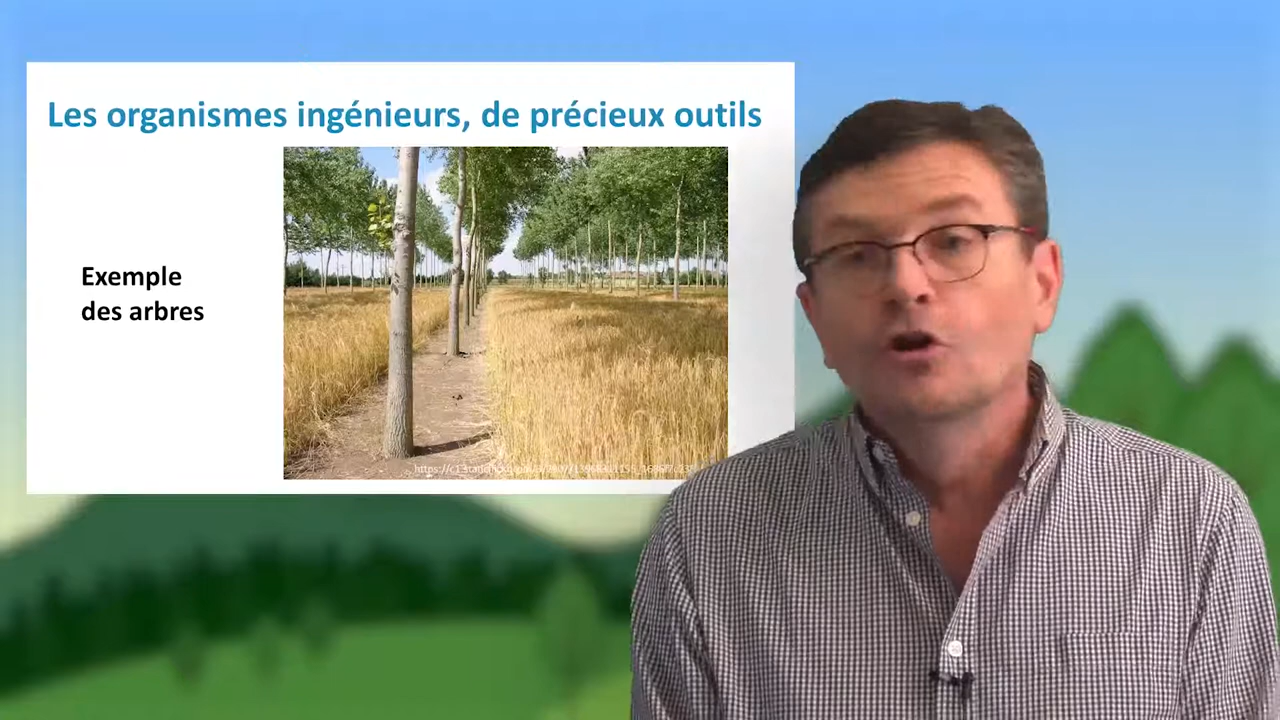 Les organismes ingénieurs, de précieux outils
Exemple
des arbres